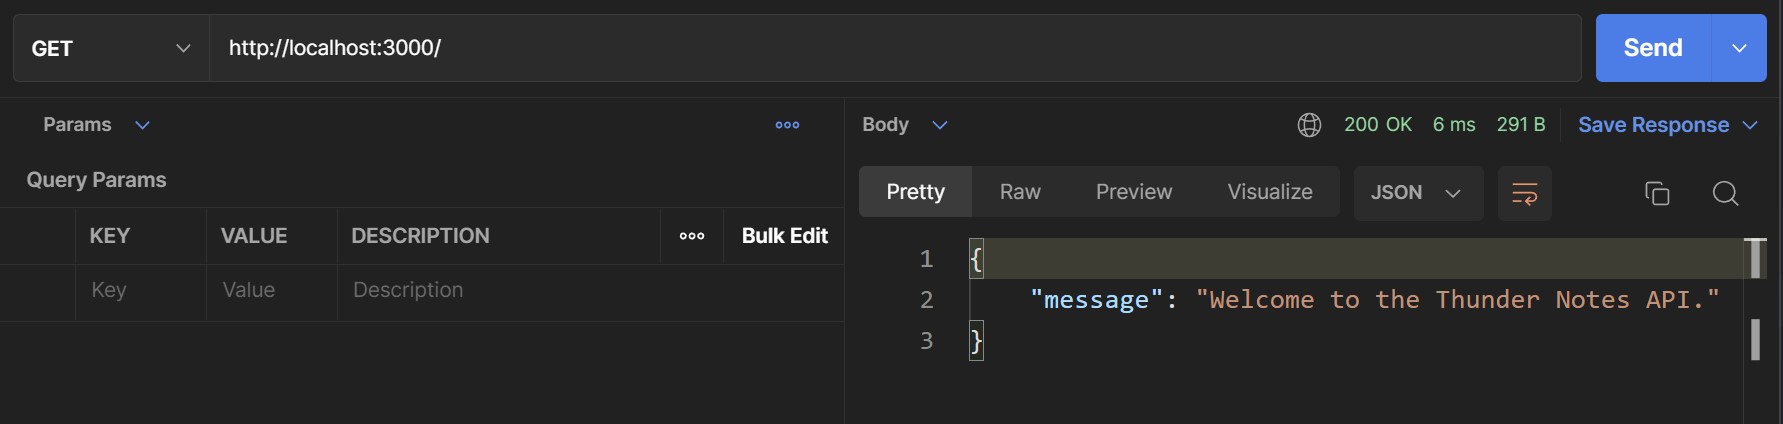 GET http://localhost:3000/ Send
Params
Body 200 OK 6 ms 291 B Save Response
Query Params
Pretty Raw Preview Visualize JSON
KEY VALUE DESCRIPTION Bulk Edit
Key Value Description
1 {
2 "message": "Welcome to the Thunder Notes API."
3 }